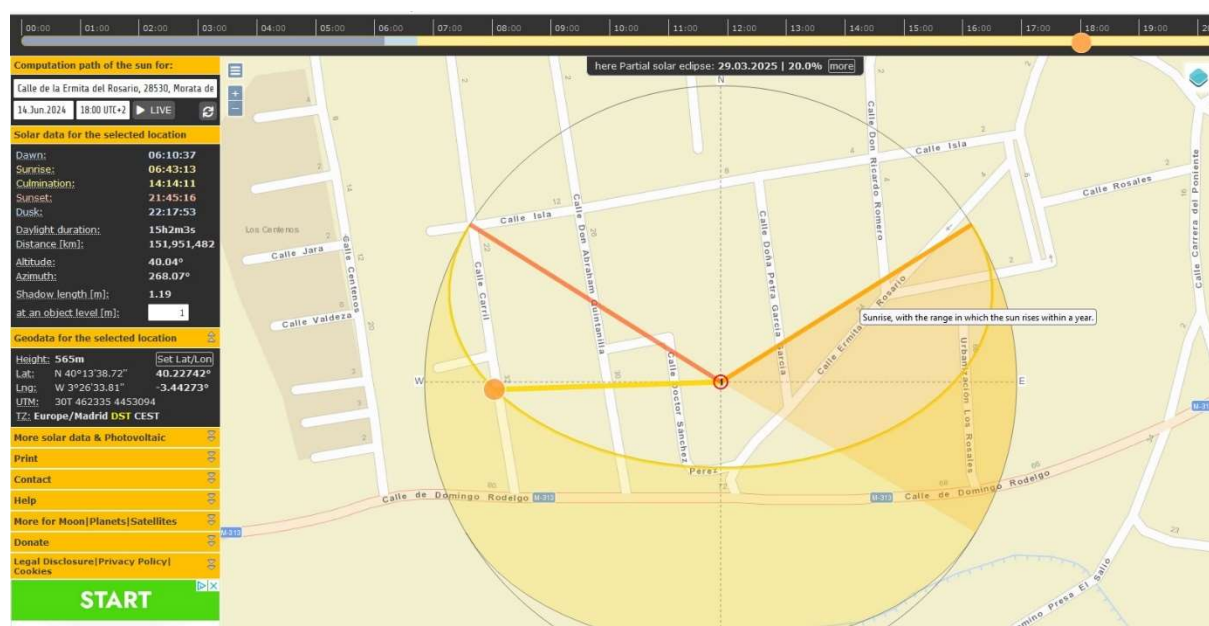 00:00 01:00 02:00 03:00 04:00 05:00 06:00 07:00 08:00 09:00 10:00 11:00 12:00 13:00 14:00 15:00 16:00 17:00 18:00 19:00
Computation path of the sun for:
Calle de la Ermita del Rosario, 28530, Morata de
14.Jun.2024 18:00 UTC+2 LIVE
Solar data for the selected location
Dawn: 06:10:37
Sunrise: 06:43:13
Culmination: 14:14:11
Sunset: 21:45:16
Dusk: 22:17:53
Daylight duration: 15h2m3s
Distance [km]: 151,951,482
Altitude: 40.04°
Azimuth: 268.07°
Shadow length [m]: 1.19
at an object level [m]: 1
Geodata for the selected location
Height: 565m Set Lat/Lon
Lat: N 40°13'38.72" 40.22742°
Lng: W 3°26'33.81" -3.44273°
UTM: 30T 462335 4453094
TZ: Europe/Madrid DST CEST
More solar data & Photovoltaic
Print
Contact
Help
More for Moon|Planets|Satellites
Donate
Legal Disclosure|Privacy Policy|
Cookies
START
here Partial solar eclipse: 29.03.2025 | 20.0% more
N
W
E
Calle Isla
Calle Isla
Calle Rosales
Calle Carrera del Poniente
Calle Don Ricardo Romero
Calle Doña Petra García
Calle Ermita Rosario
Calle Don Abraham Quintanilla
Calle Carril
Calle Centenos
Los Centenos
Calle Jara
Calle Valdeza
Calle Doctor Sánchez
Pérez
Urbanización Los Rosales
Sunrise, with the range in which the sun rises within a year.
Calle de Domingo Rodelgo M-313
M-313 Calle de Domingo Rodelgo
M-313
Camino Presa El Salio